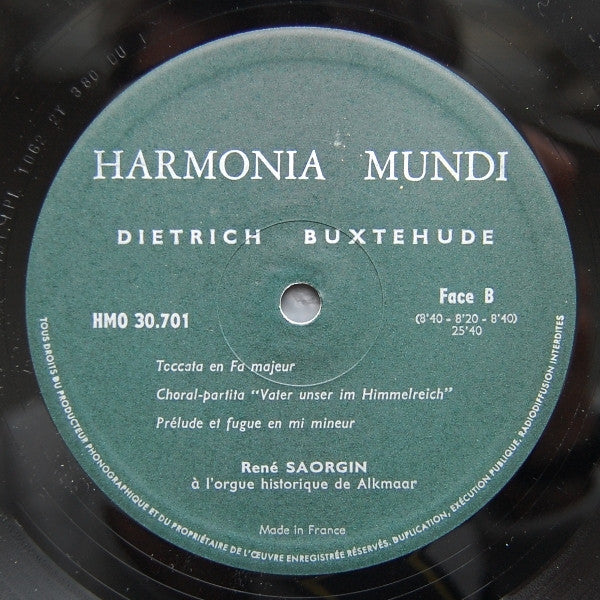 HARMONIA MUNDI
DIETRICH BUXTEHUDE
HMO 30.701
Face B
(8'40 - 8'20 - 8'40)
25'40
Toccata en Fa majeur
Choral-partita "Vater unser im Himmelreich"
Prélude et fugue en mi mineur
René SAORGIN
à l'orgue historique de Alkmaar
Made in France
TOUS DROITS DU PRODUCTEUR PHONOGRAPHIQUE ET DU PROPRIÉTAIRE DE L'ŒUVRE ENREGISTRÉE RÉSERVÉS. DUPLICATION, EXÉCUTION PUBLIQUE, RADIODIFFUSION INTERDITES